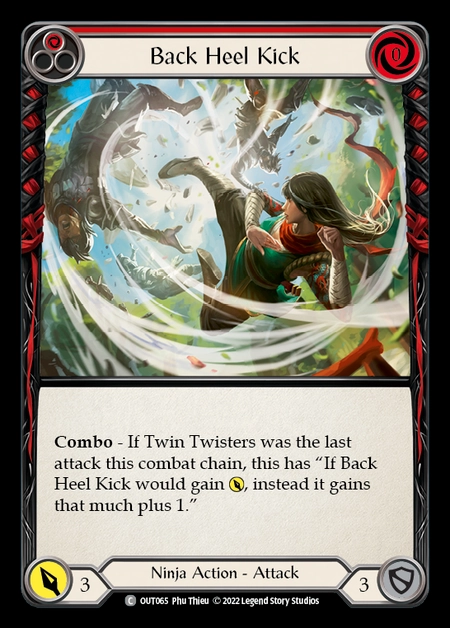 Back Heel Kick
0
Combo - If Twin Twisters was the last
attack this combat chain, this has “If Back
Heel Kick would gain , instead it gains
that much plus 1.”
3
Ninja Action - Attack
3
C OUT065 Phu Thieu © 2022 Legend Story Studios